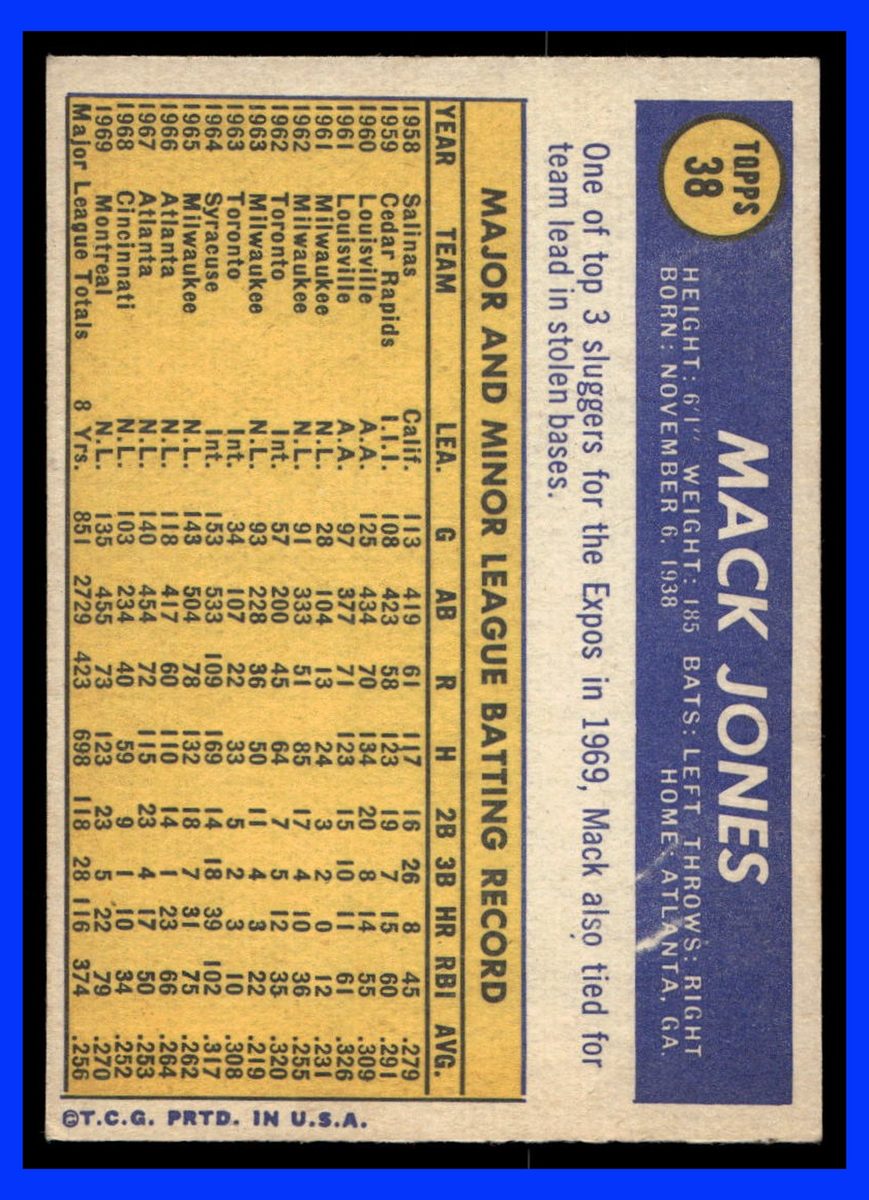 TOPPS
38
MACK JONES
HEIGHT: 6'1" WEIGHT: 185 BATS: LEFT THROWS: RIGHT
BORN: NOVEMBER 6, 1938 HOME: ATLANTA, GA.
One of top 3 sluggers for the Expos in 1969, Mack also tied for
team lead in stolen bases.
MAJOR AND MINOR LEAGUE BATTING RECORD
YEAR TEAM LEA. G AB R H 2B 3B HR RBI AVG.
1958 Salinas Calif. 113 419 61 117 16 26 8 45 .279
1959 Cedar Rapids I.I.I. 108 423 58 123 19 7 15 60 .291
1960 Louisville A.A. 125 434 70 134 20 8 14 55 .309
1961 Louisville A.A. 97 377 71 123 15 10 11 61 .326
1961 Milwaukee N.L. 28 104 13 24 3 2 0 12 .231
1962 Milwaukee N.L. 91 333 51 85 17 4 10 36 .255
1962 Toronto Int. 57 200 45 64 7 5 12 35 .320
1963 Milwaukee N.L. 93 228 36 50 11 4 3 22 .219
1963 Toronto Int. 34 107 22 33 5 2 3 10 .308
1964 Syracuse Int. 153 533 109 169 14 18 39 102 .317
1965 Milwaukee N.L. 143 504 78 132 18 7 31 75 .262
1966 Atlanta N.L. 118 417 60 110 14 1 23 66 .264
1967 Atlanta N.L. 140 454 72 115 23 4 17 50 .253
1968 Cincinnati N.L. 103 234 40 59 9 1 10 34 .252
1969 Montreal N.L. 135 455 73 123 23 5 22 79 .270
Major League Totals 8 Yrs. 851 2729 423 698 118 28 116 374 .256
©T.C.G. PRTD. IN U.S.A.